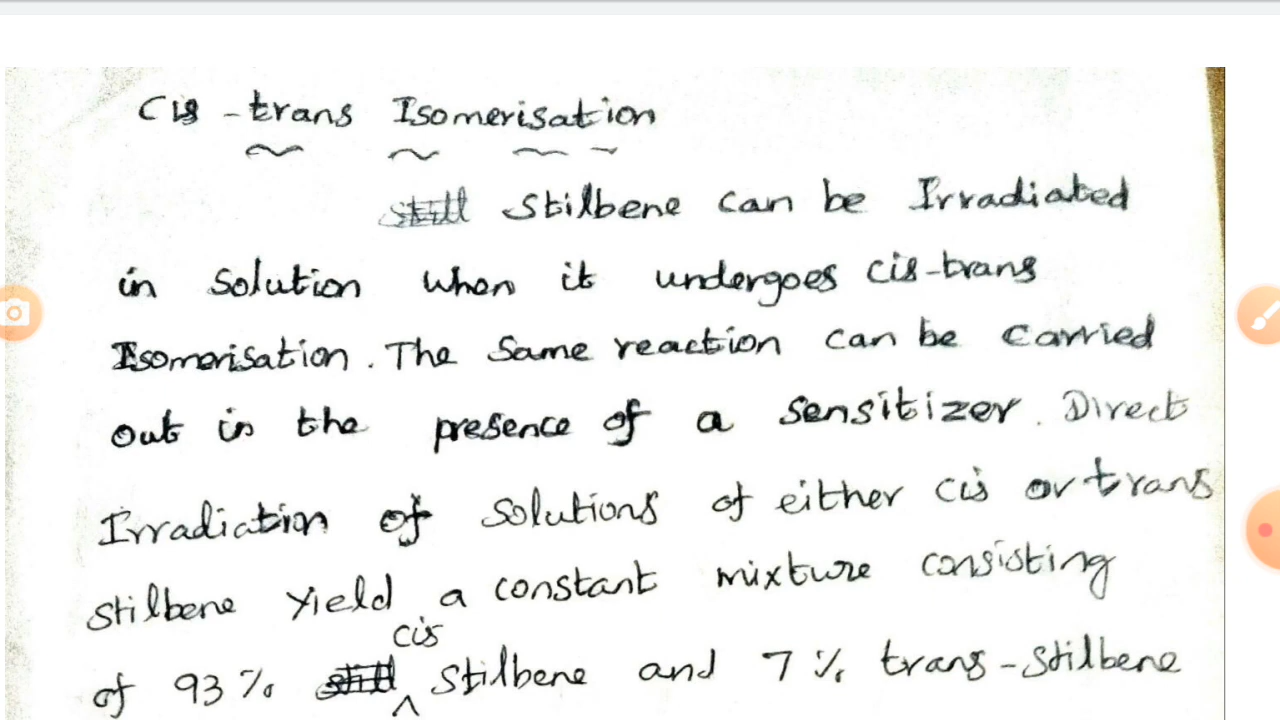 Cis-trans Isomerisation
Stilbene can be Irradiated
in solution when it undergoes cis-trans
Isomerisation. The Same reaction can be carried
out in the presence of a sensitizer. Direct
Irradiation of solutions of either cis or trans
stilbene yield a constant mixture consisting
cis
of 93% stilbene and 7% trans-stilbene